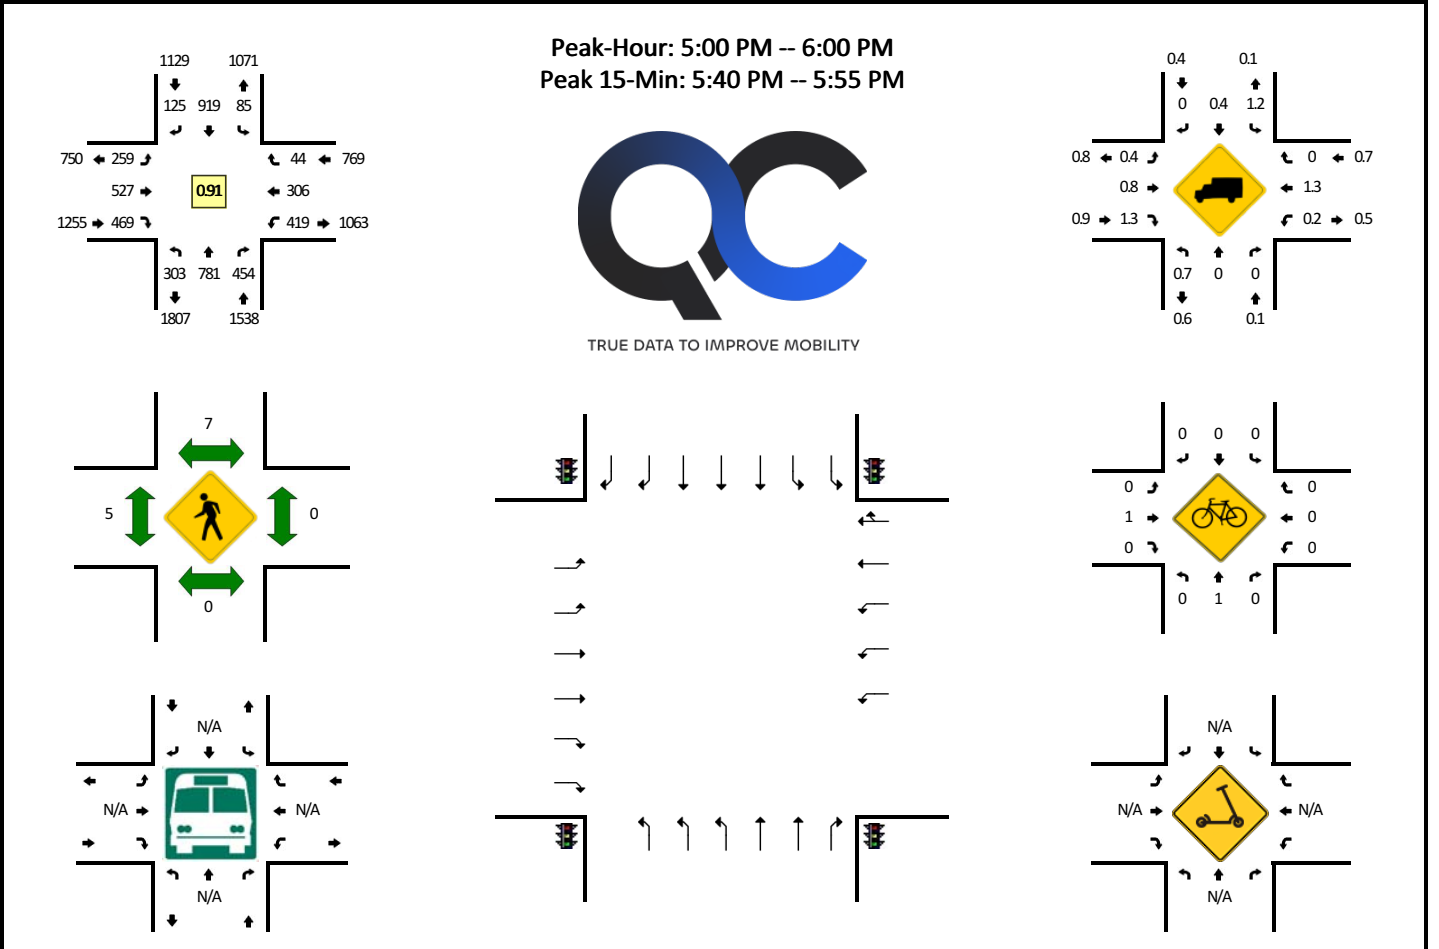 Peak-Hour: 5:00 PM -- 6:00 PM
Peak 15-Min: 5:40 PM -- 5:55 PM
1129 1071
125 919 85
750 259 44 769
527 0.91 306
1255 469 419 1063
303 781 454
1807 1538
QC
TRUE DATA TO IMPROVE MOBILITY
0.4 0.1
0 0.4 1.2
0.8 0.4 0 0.7
0.8 1.3
0.9 1.3 0.2 0.5
0.7 0 0
0.6 0.1
7
5 0
0
0 0 0
0 0
1 0
0 0
0 1 0
N/A
N/A N/A
N/A
N/A
N/A N/A
N/A